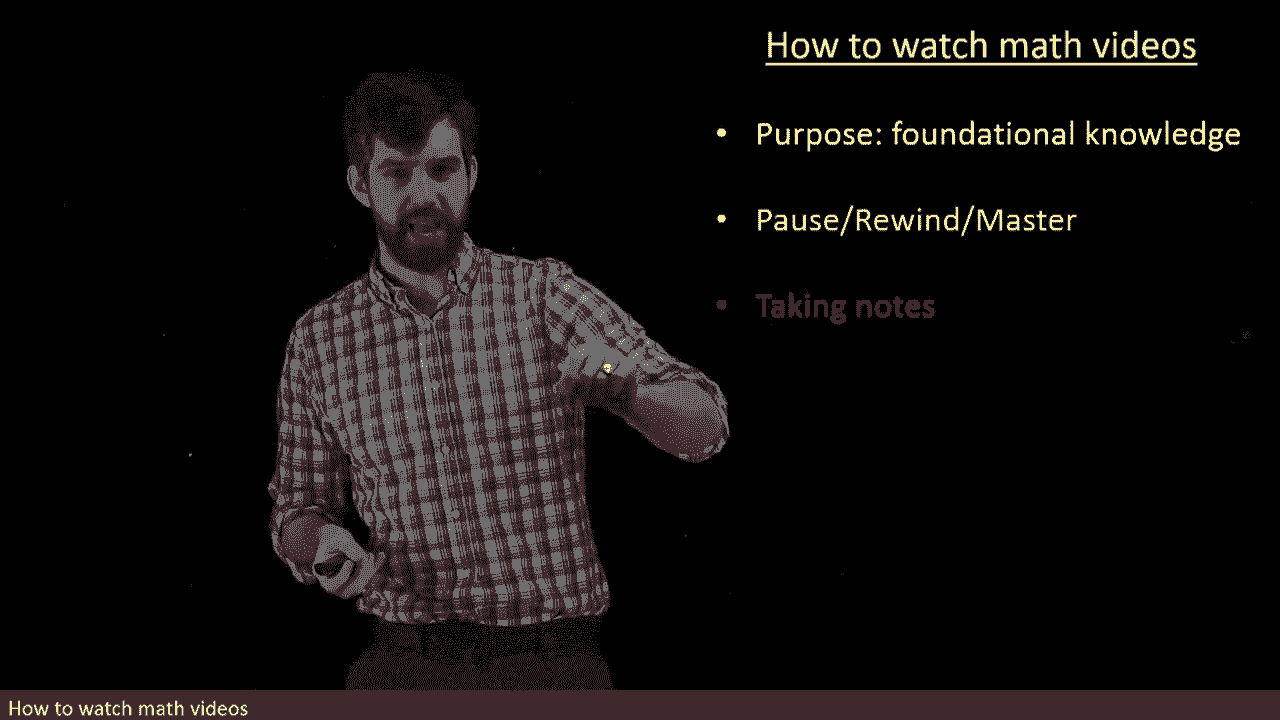 How to watch math videos
• Purpose: foundational knowledge
• Pause/Rewind/Master
• Taking notes
How to watch math videos